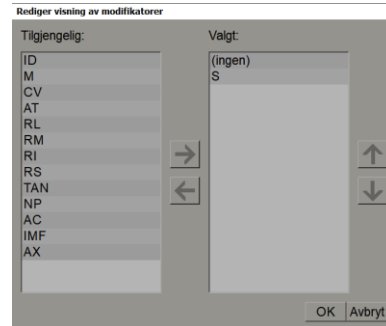 Rediger visning av modifikatorer
Tilgjengelig:
ID
M
CV
AT
RL
RM
RI
RS
TAN
NP
AC
IMF
AX
Valgt:
(ingen)
S
OK
Avbryt